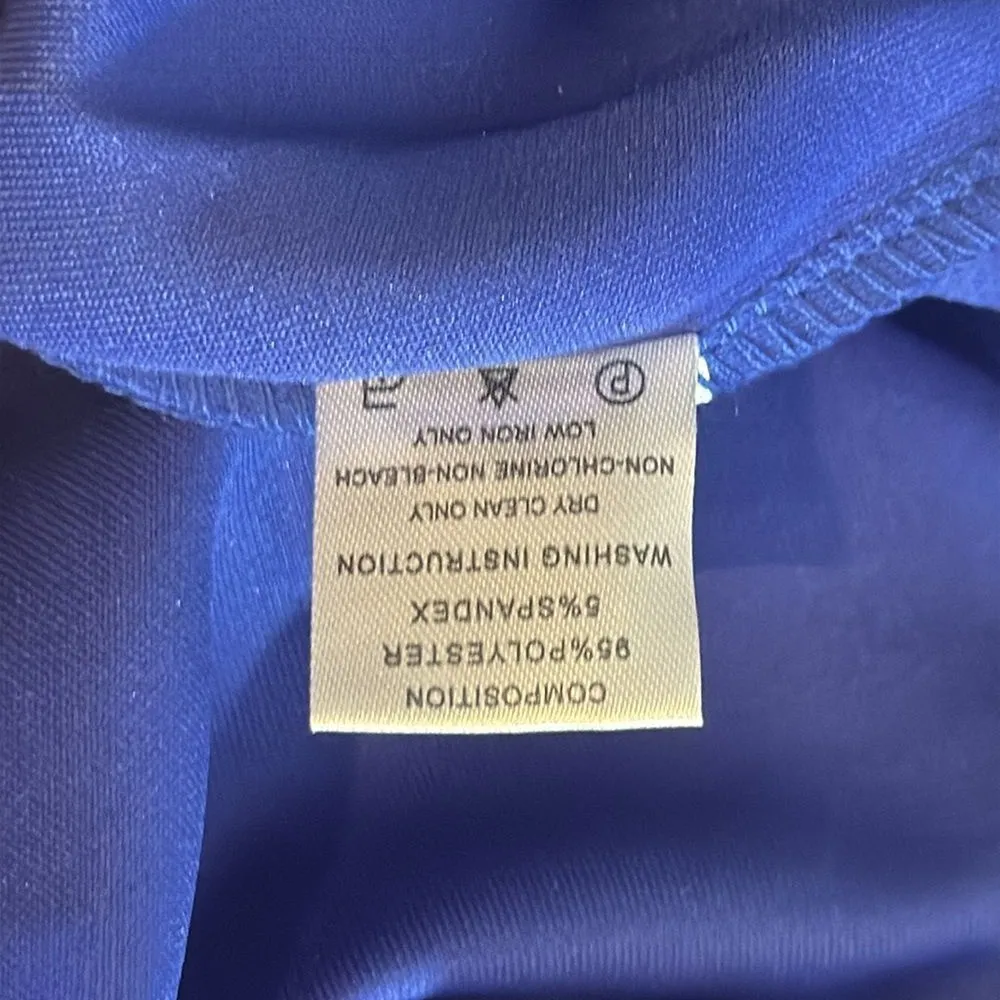 COMPOSITION
95%POLYESTER
5%SPANDEX
WASHING INSTRUCTION
DRY CLEAN ONLY
NON-CHLORINE NON-BLEACH
LOW IRON ONLY
P